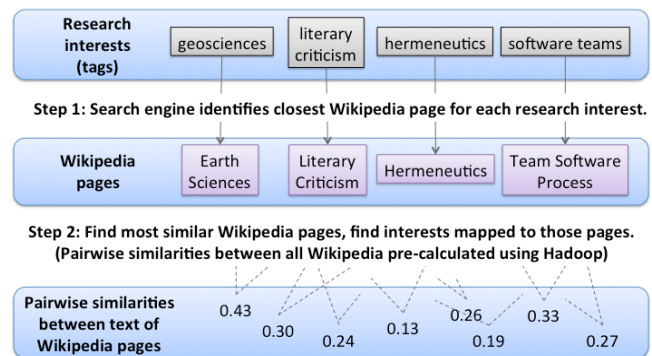 Research
interests
(tags)
geosciences
literary
criticism
hermeneutics
software teams
Step 1: Search engine identifies closest Wikipedia page for each research interest.
Wikipedia
pages
Earth
Sciences
Literary
Criticism
Hermeneutics
Team Software
Process
Step 2: Find most similar Wikipedia pages, find interests mapped to those pages.
(Pairwise similarities between all Wikipedia pre-calculated using Hadoop)
Pairwise similarities
between text of
Wikipedia pages
0.43
0.30
0.24
0.13
0.26
0.19
0.33
0.27